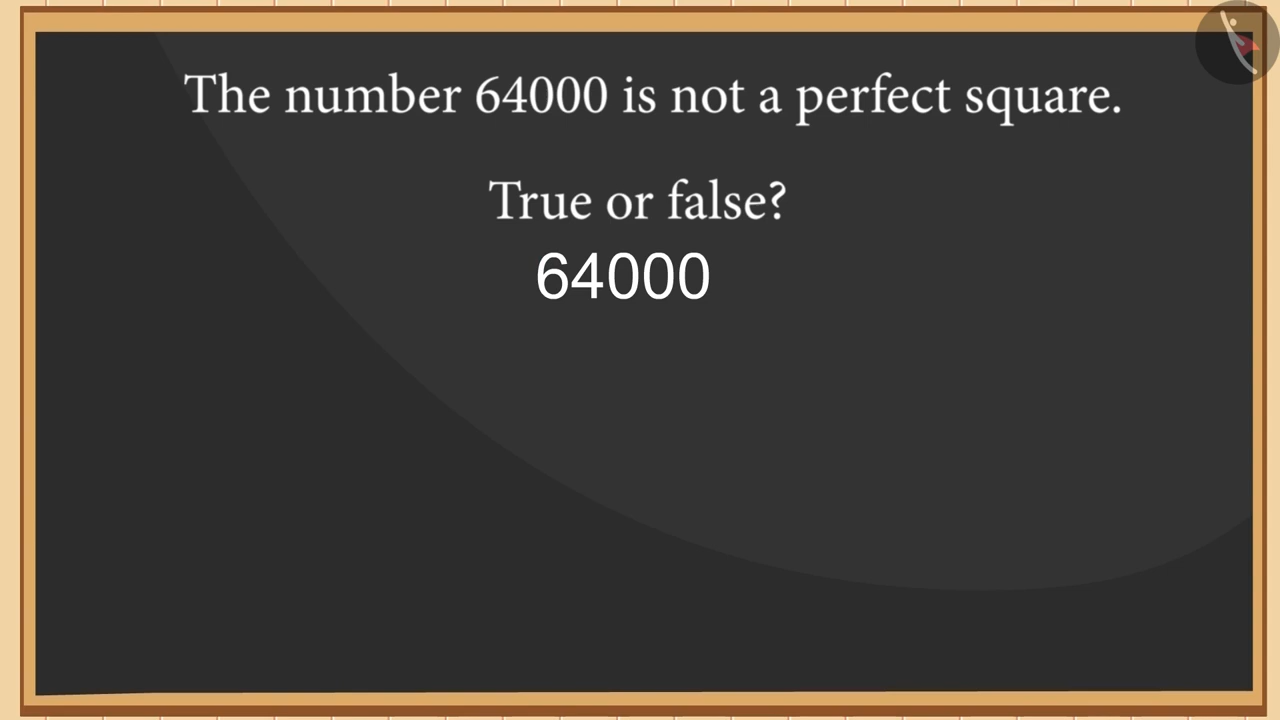 The number 64000 is not a perfect square.
True or false?
64000